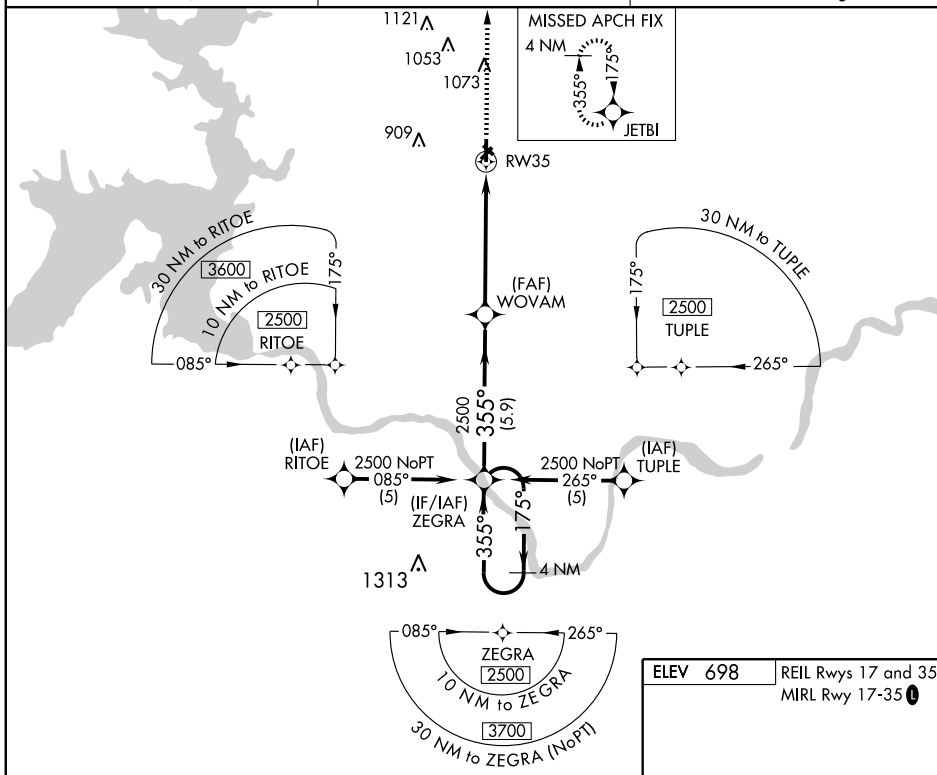 1121
1053
1073
909
MISSED APCH FIX
4 NM
355°
175°
JETBI
RW35
30 NM to RITOE
3600
10 NM to RITOE
2500
RITOE
175°
085°
30 NM to TUPLE
175°
2500
TUPLE
265°
(FAF)
WOVAM
2500
355°
(5.9)
(IAF)
RITOE
2500 NoPT
085°
(5)
(IF/IAF)
ZEGRA
2500 NoPT
265°
(5)
(IAF)
TUPLE
355°
175°
4 NM
1313
085°
265°
ZEGRA
2500
10 NM to ZEGRA
3700
30 NM to ZEGRA (NoPT)
ELEV 698
REIL Rwys 17 and 35
MIRL Rwy 17-35 L